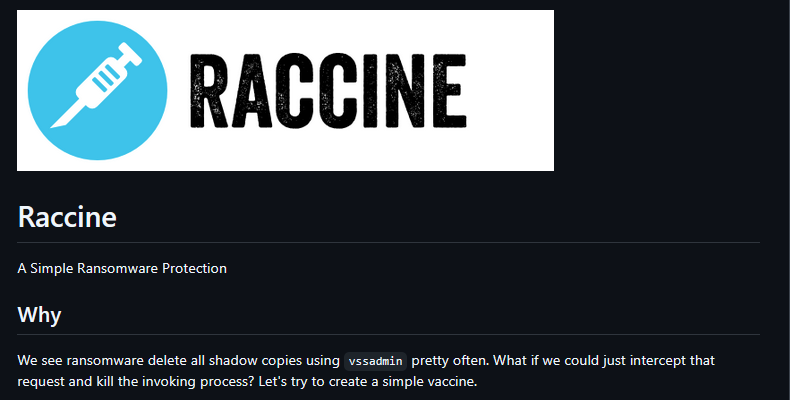 RACCINE
Raccine
A Simple Ransomware Protection
Why
We see ransomware delete all shadow copies using vssadmin pretty often. What if we could just intercept that
request and kill the invoking process? Let's try to create a simple vaccine.